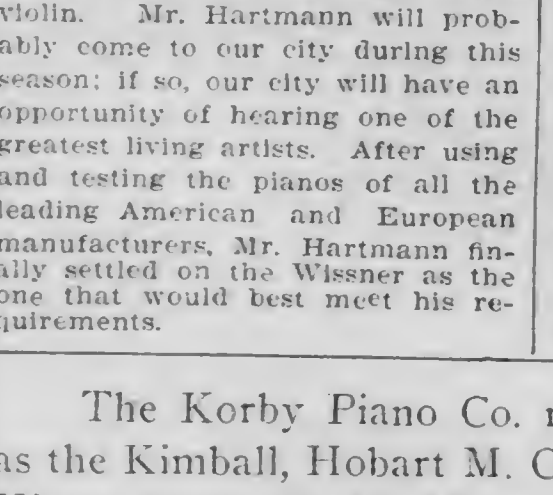 violin. Mr. Hartmann will prob-
ably come to our city during this
season; if so, our city will have an
opportunity of hearing one of the
greatest living artists. After using
and testing the pianos of all the
leading American and European
manufacturers, Mr. Hartmann fin-
ally settled on the Wissner as the
one that would best meet his re-
quirements.
The Korby Piano Co.
as the Kimball, Hobart M.